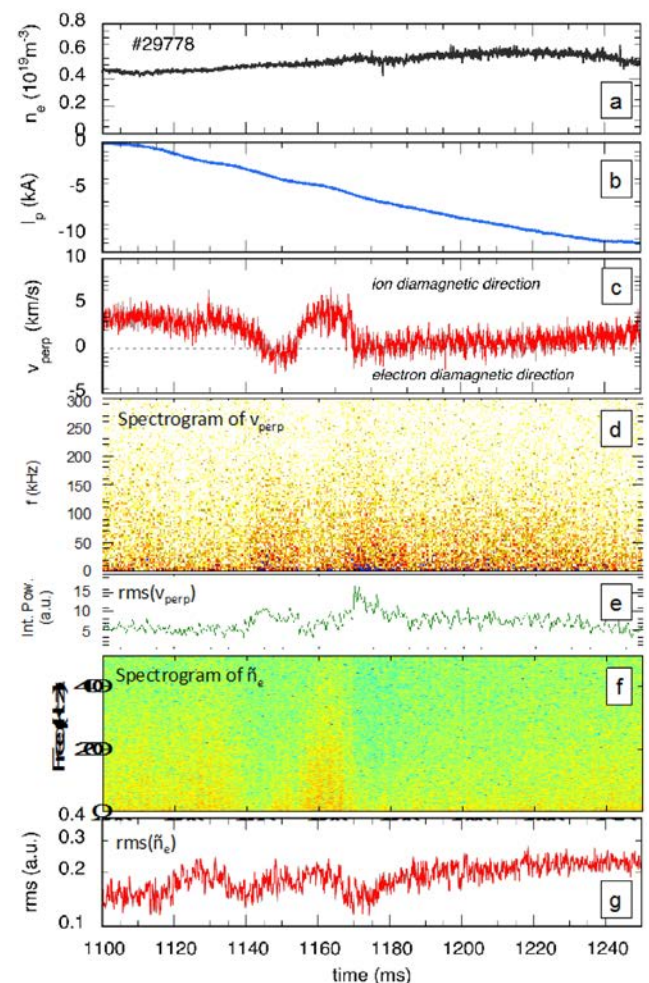 #29778
n_e (10^19 m^-3)
0.8
0.6
0.4
0.2
0
a
I_p (kA)
0
-5
-10
b
v_perp (km/s)
10
5
0
-5
ion diamagnetic direction
electron diamagnetic direction
c
Spectrogram of v_perp
f (kHz)
300
250
200
150
100
50
0
d
Int. Pow. (a.u.)
15
10
5
rms(v_perp)
e
Spectrogram of ñ_e
f
rms (a.u.)
0.4
0.3
0.2
0.1
rms(ñ_e)
g
1100 1120 1140 1160 1180 1200 1220 1240
time (ms)